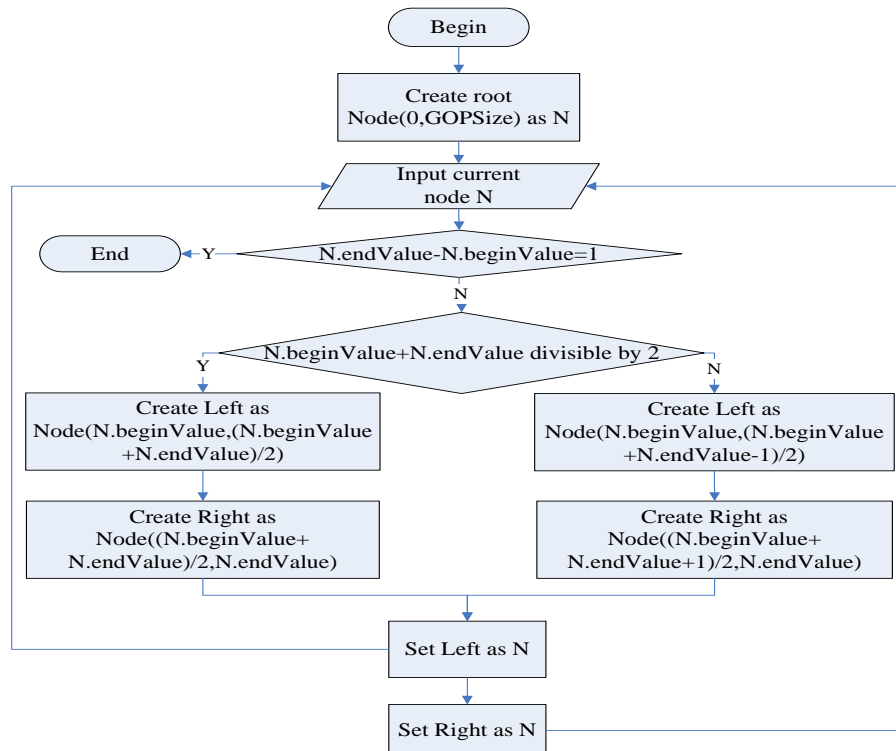 Begin
Create root
Node(0,GOPSize) as N
Input current
node N
N.endValue-N.beginValue=1
Y
End
N
N.beginValue+N.endValue divisible by 2
Y
N
Create Left as
Node(N.beginValue,(N.beginValue
+N.endValue)/2)
Create Left as
Node(N.beginValue,(N.beginValue
+N.endValue-1)/2)
Create Right as
Node((N.beginValue+
N.endValue)/2,N.endValue)
Create Right as
Node((N.beginValue+
N.endValue+1)/2,N.endValue)
Set Left as N
Set Right as N